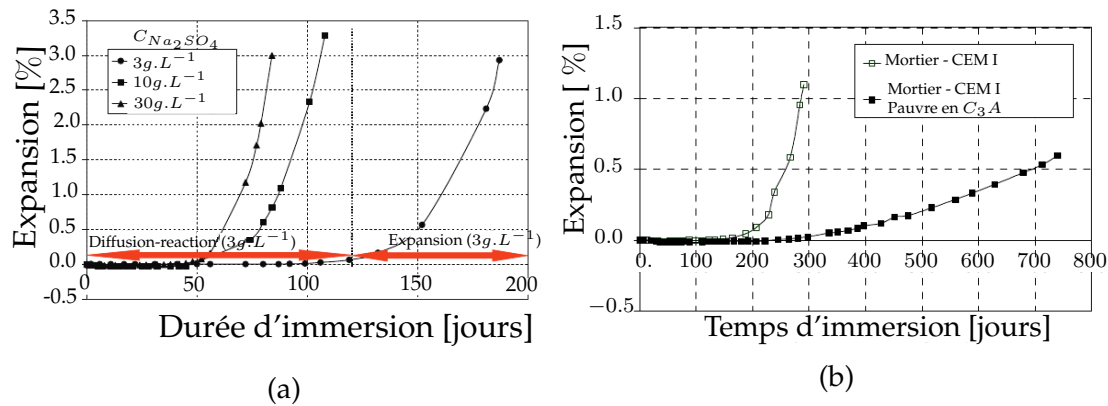 3.5
3.0
2.5
2.0
1.5
1.0
0.5
0.0
-0.5
Expansion [%]
C_{Na_2SO_4}
3g.L^{-1}
10g.L^{-1}
30g.L^{-1}
Diffusion-reaction (3g.L^{-1})
Expansion (3g.L^{-1})
0 50 100 150 200
Durée d'immersion [jours]
(a)
1.5
1.0
0.5
0.0
−0.5
Expansion [ %]
Mortier - CEM I
Mortier - CEM I
Pauvre en C_3A
0. 100 200 300 400 500 600 700 800
Temps d'immersion [jours]
(b)